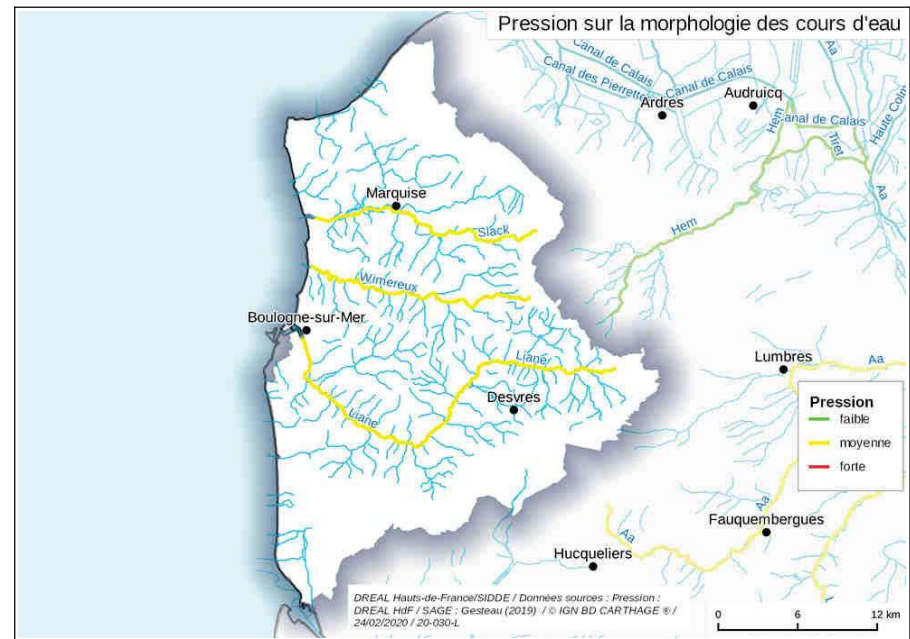 Pression sur la morphologie des cours d'eau
Canal de Calais
Aa
Canal des Pierrettes
Canal de Calais
Audruicq
Ardres
Hem
Canal de Calais
Haute Colm
Tiret
Aa
Marquise
Slack
Hem
Wimereux
Boulogne-sur-Mer
Liane
Lumbres
Aa
Desvres
Liane
Pression
faible
moyenne
forte
Aa
Fauquembergues
Aa
Hucqueliers
DREAL Hauts-de-France/SIDDE / Données sources : Pression :
DREAL HdF / SAGE : Gesteau (2019) / © IGN BD CARTHAGE ® /
24/02/2020 / 20-030-L
0 6 12 km